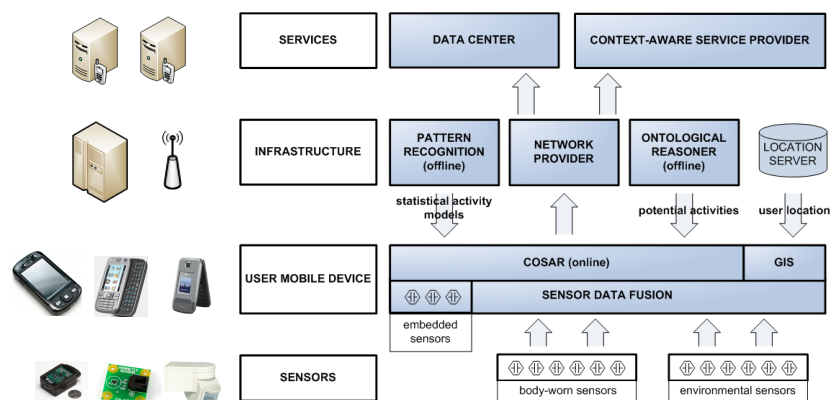 SERVICES
DATA CENTER
CONTEXT-AWARE SERVICE PROVIDER
INFRASTRUCTURE
PATTERN
RECOGNITION
(offline)
NETWORK
PROVIDER
ONTOLOGICAL
REASONER
(offline)
LOCATION
SERVER
statistical activity
models
potential activities
user location
USER MOBILE DEVICE
COSAR (online)
GIS
SENSOR DATA FUSION
embedded
sensors
SENSORS
body-worn sensors
environmental sensors